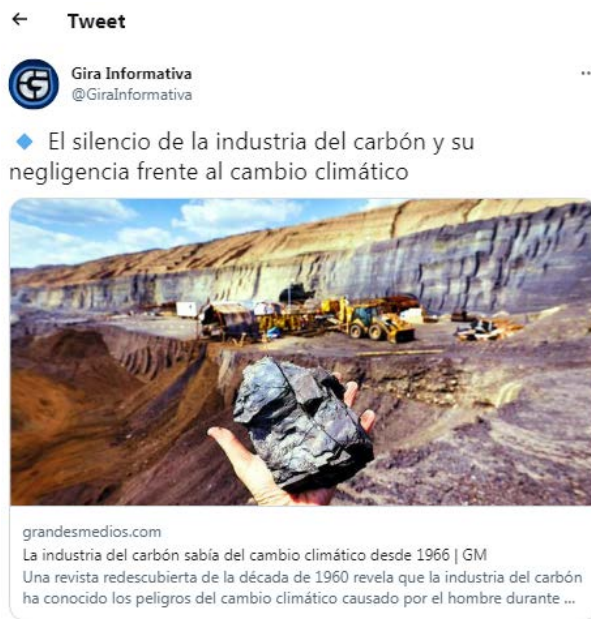 Tweet
Gira Informativa
@GiraInformativa
El silencio de la industria del carbón y su
negligencia frente al cambio climático
grandesmedios.com
La industria del carbón sabía del cambio climático desde 1966 | GM
Una revista redescubierta de la década de 1960 revela que la industria del carbón
ha conocido los peligros del cambio climático causado por el hombre durante ...